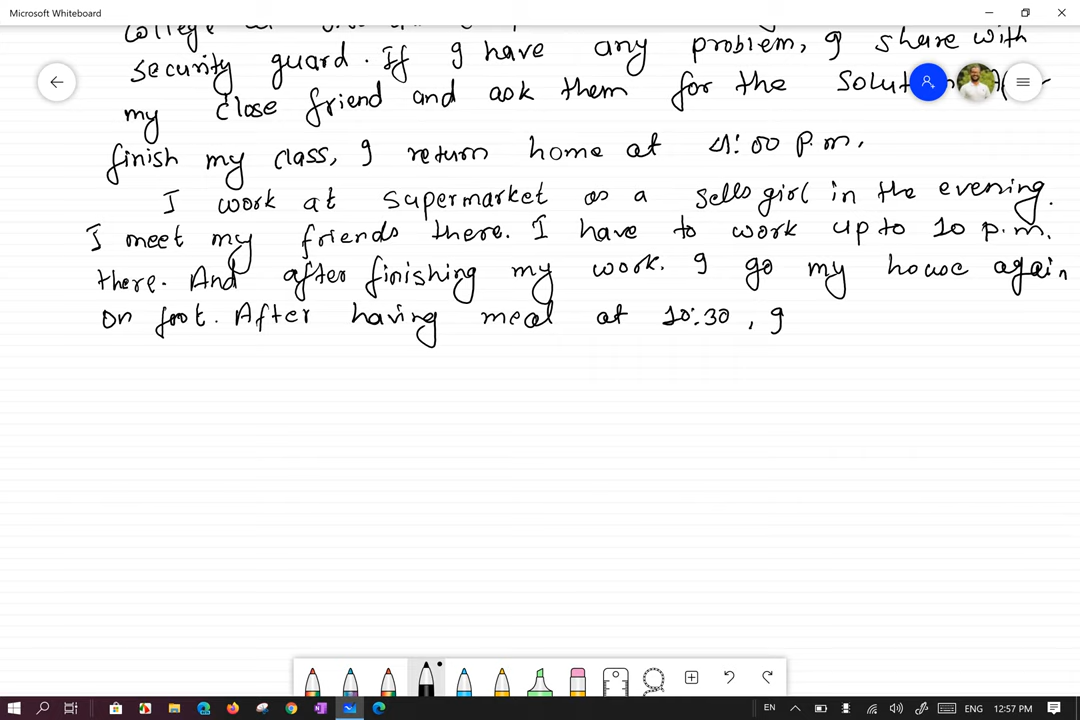 Microsoft Whiteboard
college
security guard. If I have any problem, I share with
my close friend and ask them for the
finish my class, I return home at 4:00 P.m.
I work at supermarket as a sells girl in the evening.
I meet my friends there. I have to work up to 10 p.m.
there. And after finishing my work. I go my house again
on foot. After having meal at 10:30, I
EN
ENG
12:57 PM